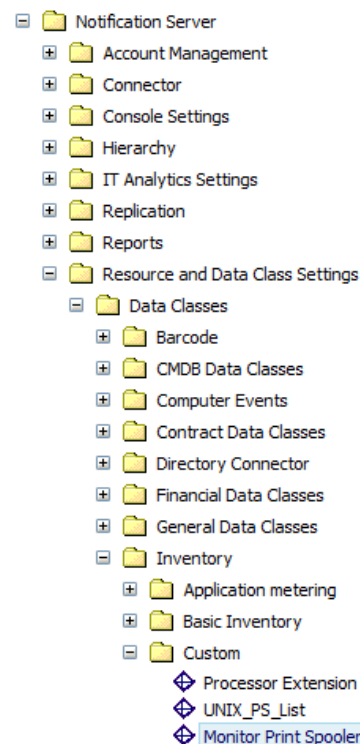 Notification Server
Account Management
Connector
Console Settings
Hierarchy
IT Analytics Settings
Replication
Reports
Resource and Data Class Settings
Data Classes
Barcode
CMDB Data Classes
Computer Events
Contract Data Classes
Directory Connector
Financial Data Classes
General Data Classes
Inventory
Application metering
Basic Inventory
Custom
Processor Extension
UNIX_PS_List
Monitor Print Spooler